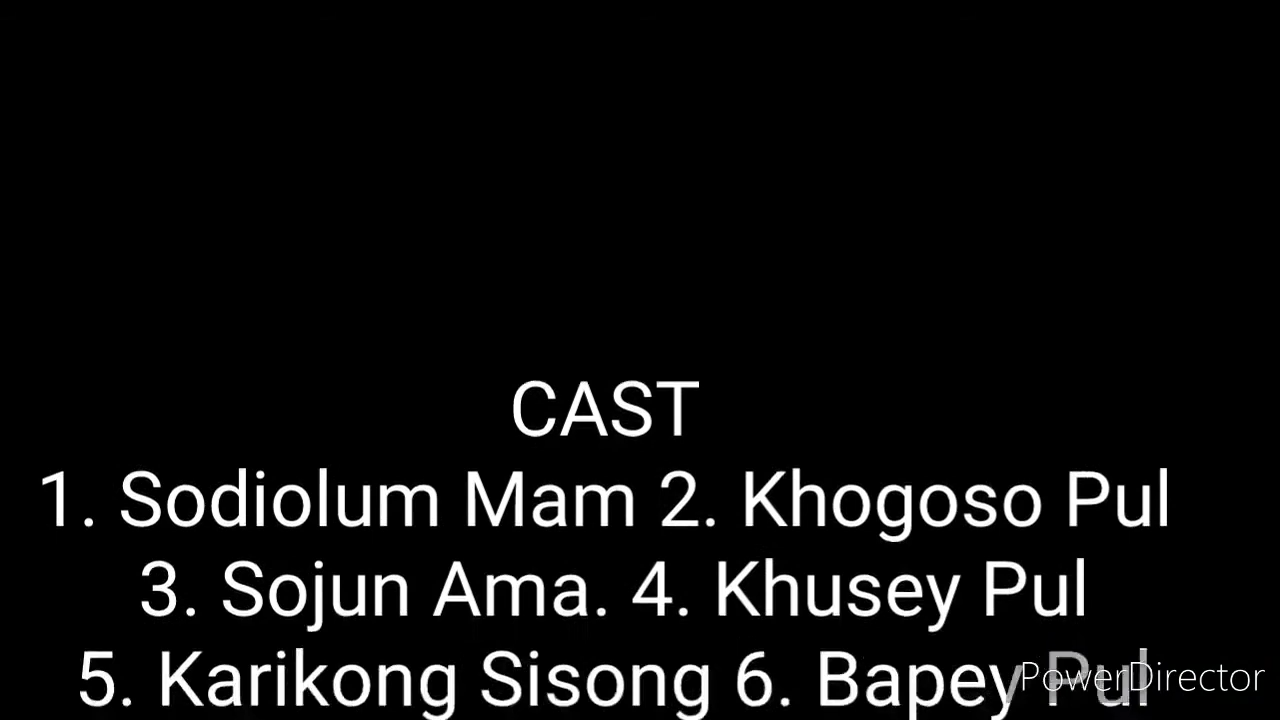 CAST
1. Sodiolum Mam 2. Khogoso Pul
3. Sojun Ama. 4. Khusey Pul
5. Karikong Sisong 6. Bapey Pul
PowerDirector